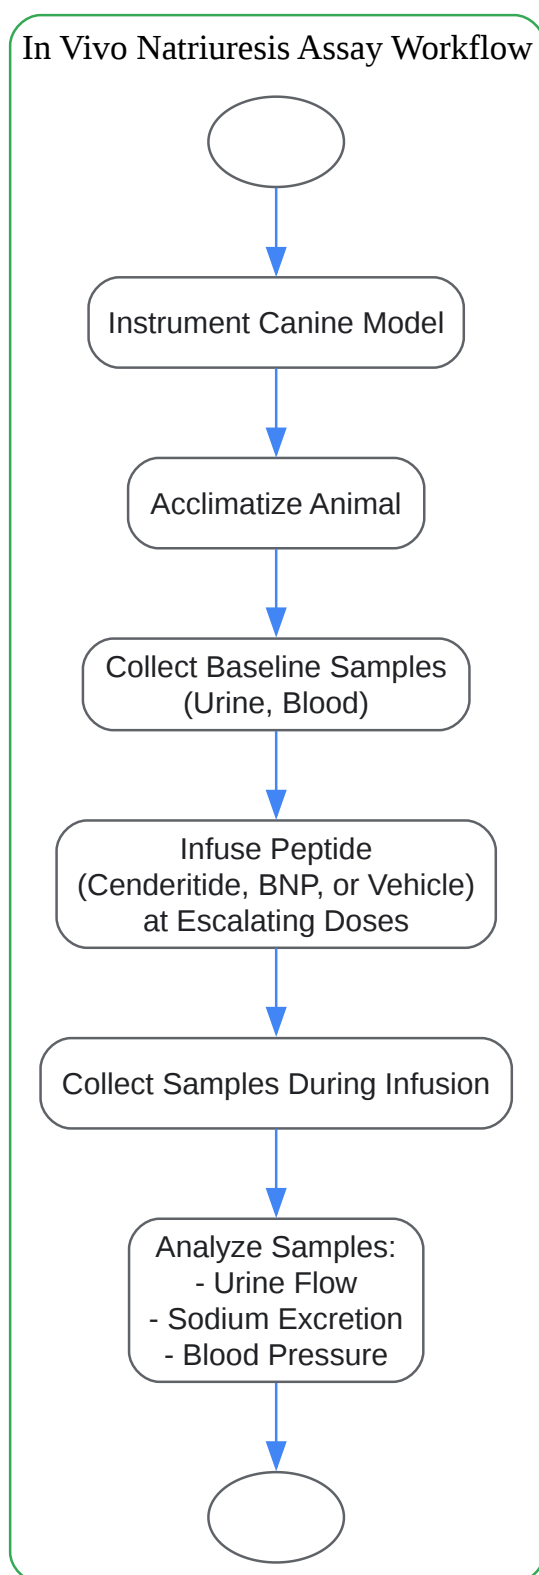 In Vivo Natriuresis Assay Workflow
Instrument Canine Model
Acclimatize Animal
Collect Baseline Samples
(Urine, Blood)
Infuse Peptide
(Cenderitide, BNP, or Vehicle)
at Escalating Doses
Collect Samples During Infusion
Analyze Samples:
- Urine Flow
- Sodium Excretion
- Blood Pressure